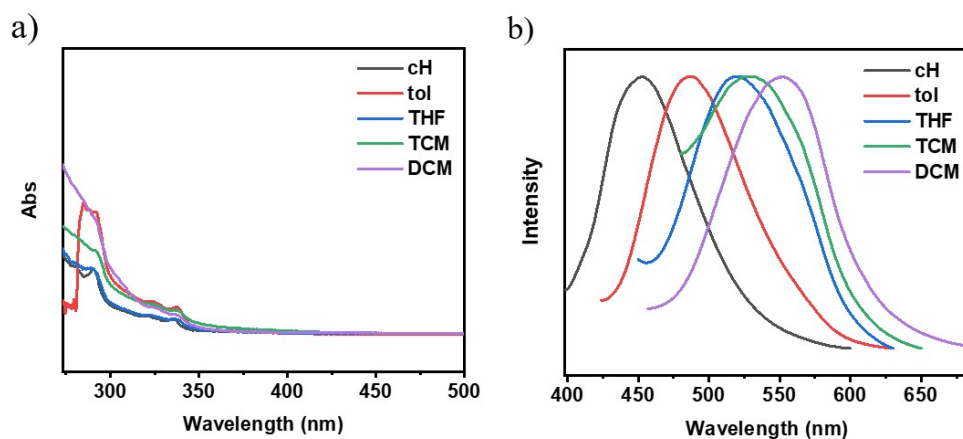 a)
cH
tol
THF
TCM
DCM
Abs
300 350 400 450 500
Wavelength (nm)
b)
cH
tol
THF
TCM
DCM
Intensity
400 450 500 550 600 650
Wavelength (nm)